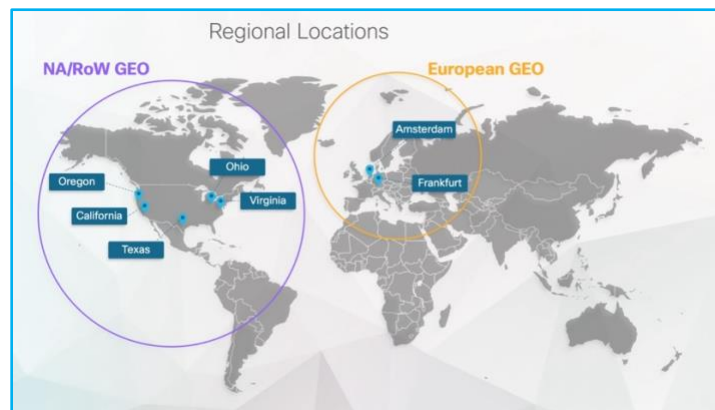 Regional Locations
NA/RoW GEO
European GEO
Amsterdam
Ohio
Oregon
Frankfurt
Virginia
California
Texas